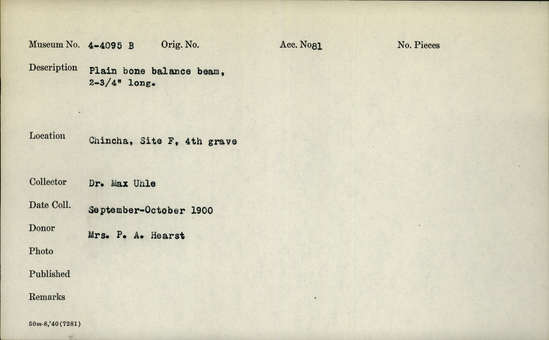 Museum No. 4-4095 B Orig. No. Acc. No.81 No. Pieces
Description Plain bone balance beam,
2-3/4" long.
Location Chincha, Site F, 4th grave
Collector Dr. Max Uhle
Date Coll. September-October 1900
Donor Mrs. P. A. Hearst
Photo
Published
Remarks
50m-8,'40(7281)